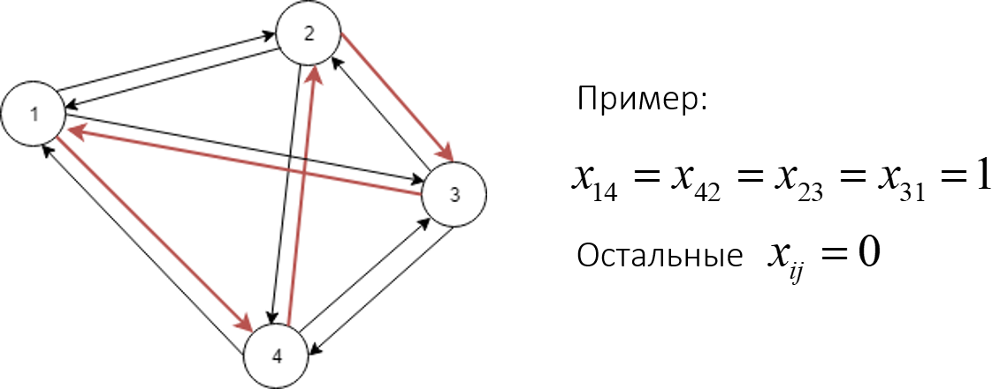 2
1
3
4
Пример:
x₁₄ = x₄₂ = x₂₃ = x₃₁ = 1
Остальные xᵢⱼ = 0